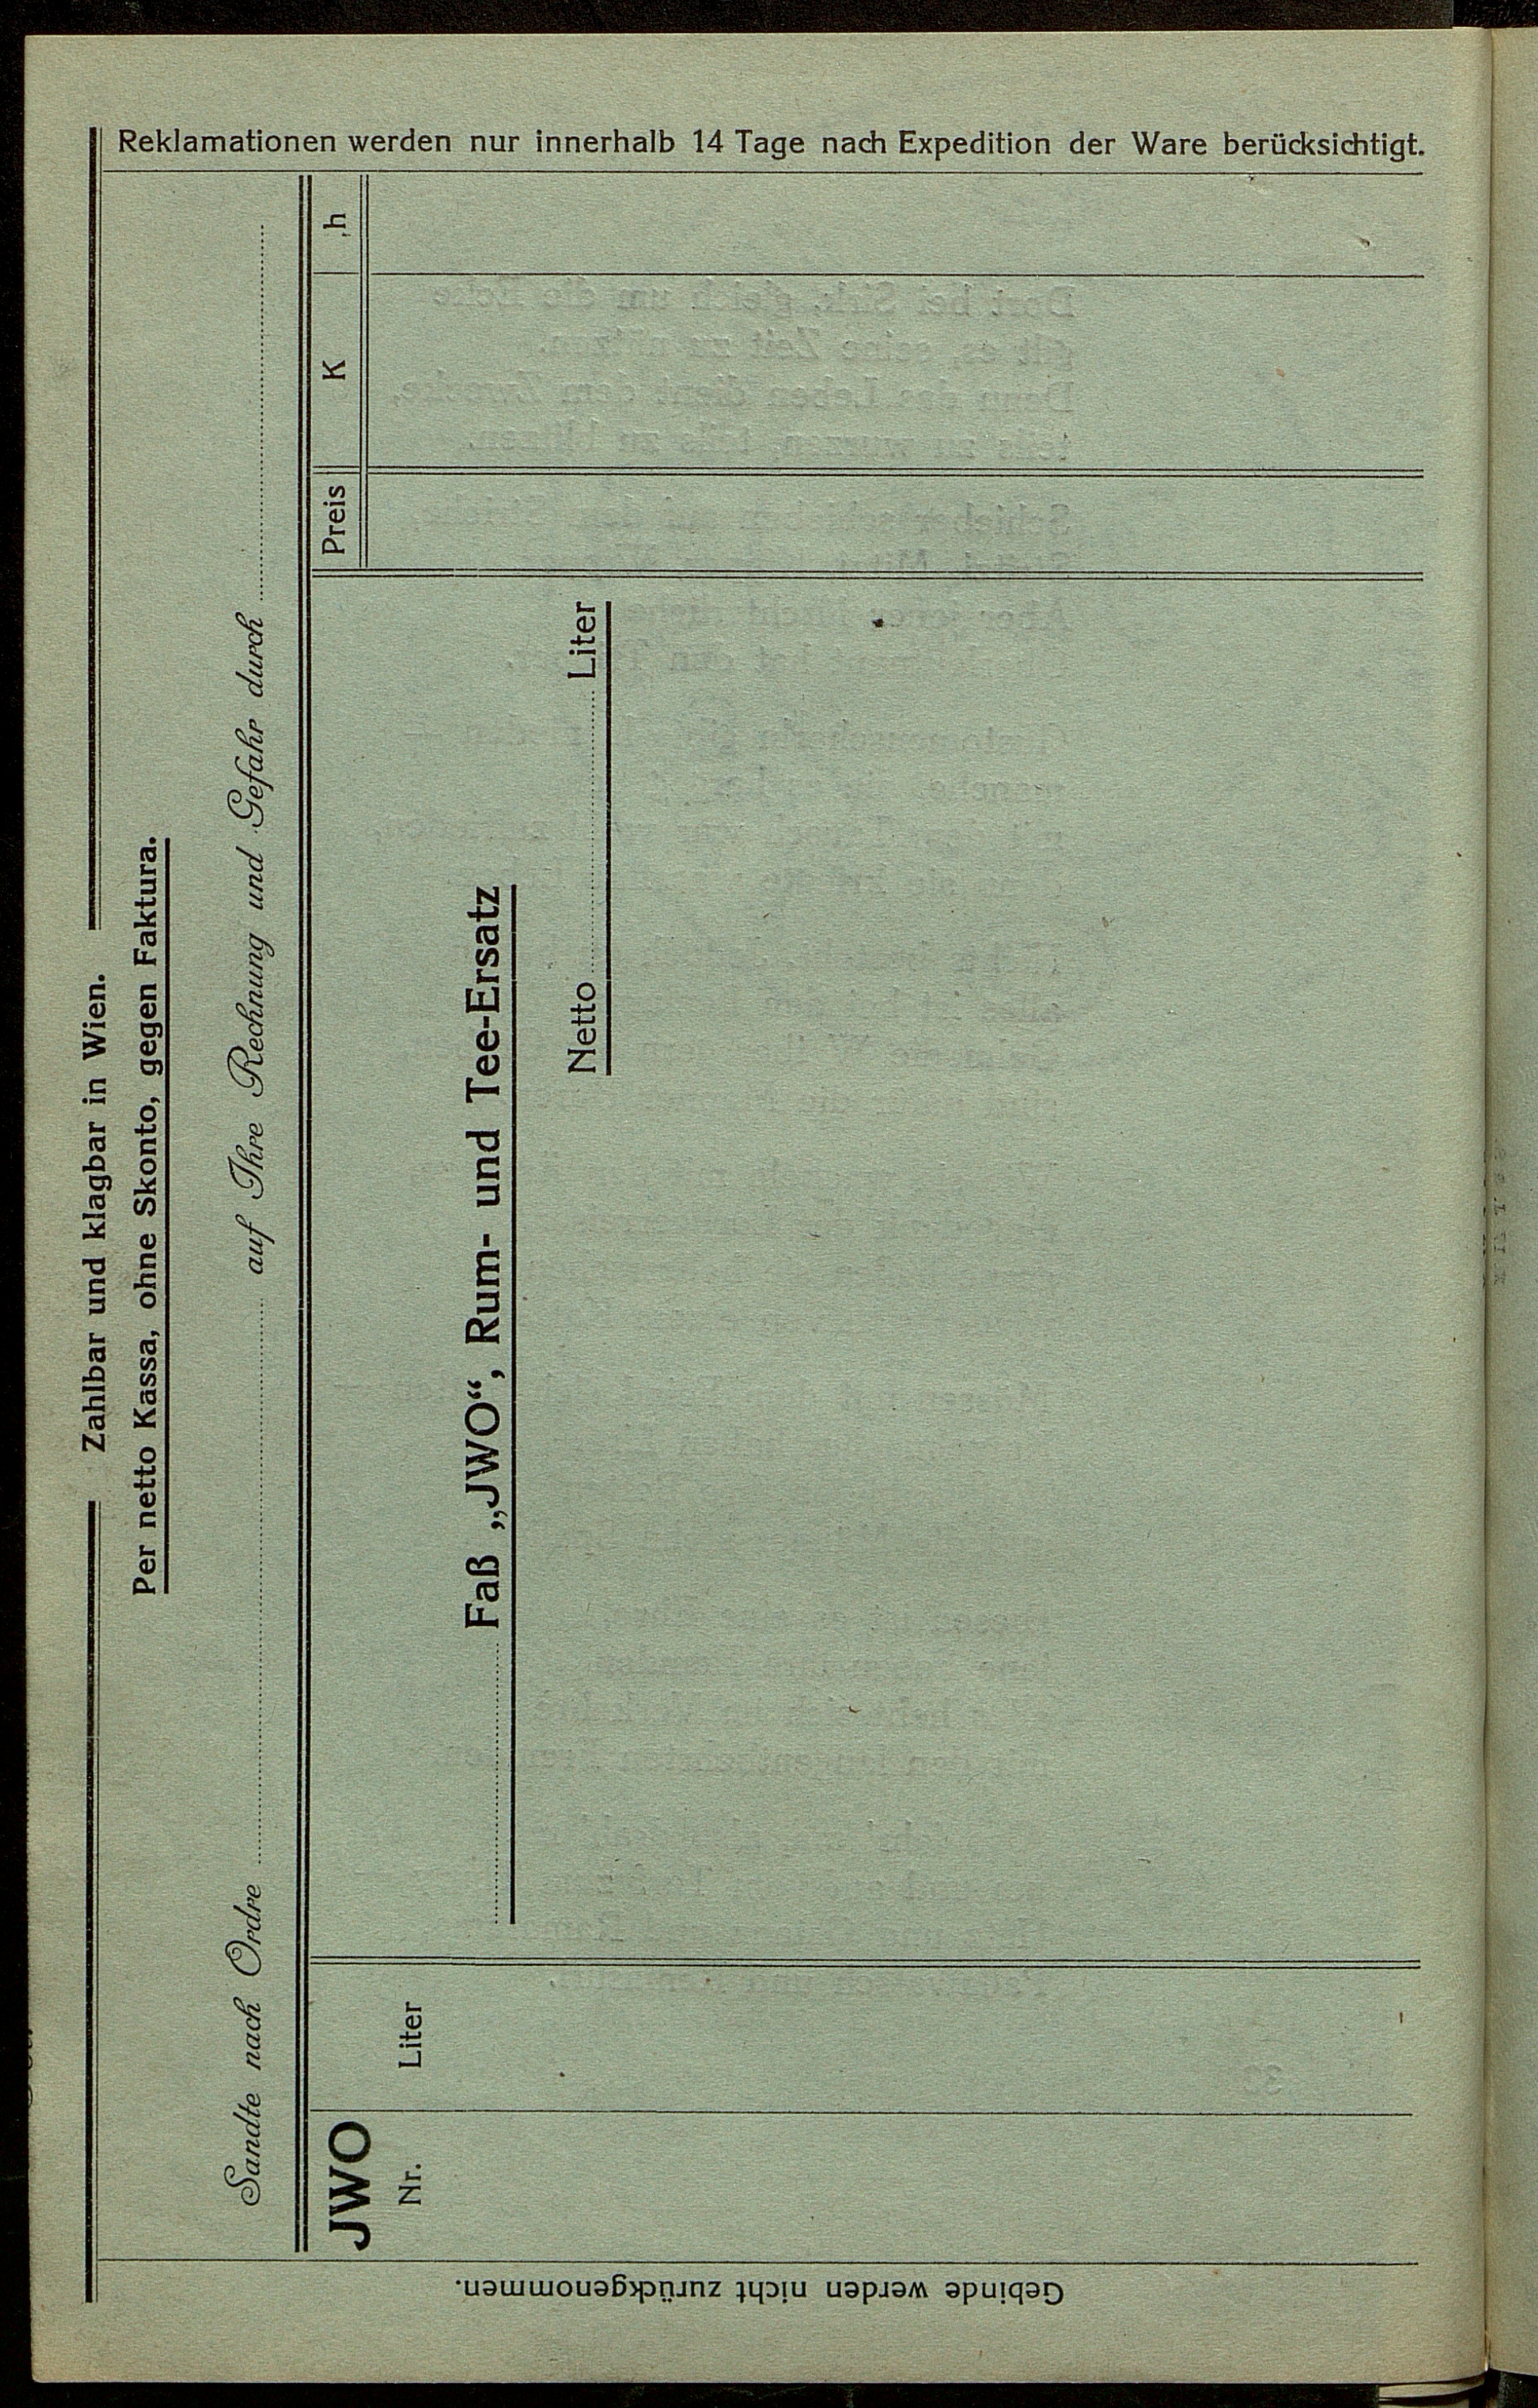 Zahlbar und klagbar in Wien.
Per netto Kassa, ohne Skonto, gegen Faktura.
Sandte nach Ordre auf Ihre Rechnung und Gefahr durch
JWO
Nr. Liter
Preis K h
Faß „JWO“, Rum- und Tee-Ersatz
Netto Liter
Gebinde werden nicht zurückgenommen.
Reklamationen werden nur innerhalb 14 Tage nach Expedition der Ware berücksichtigt.